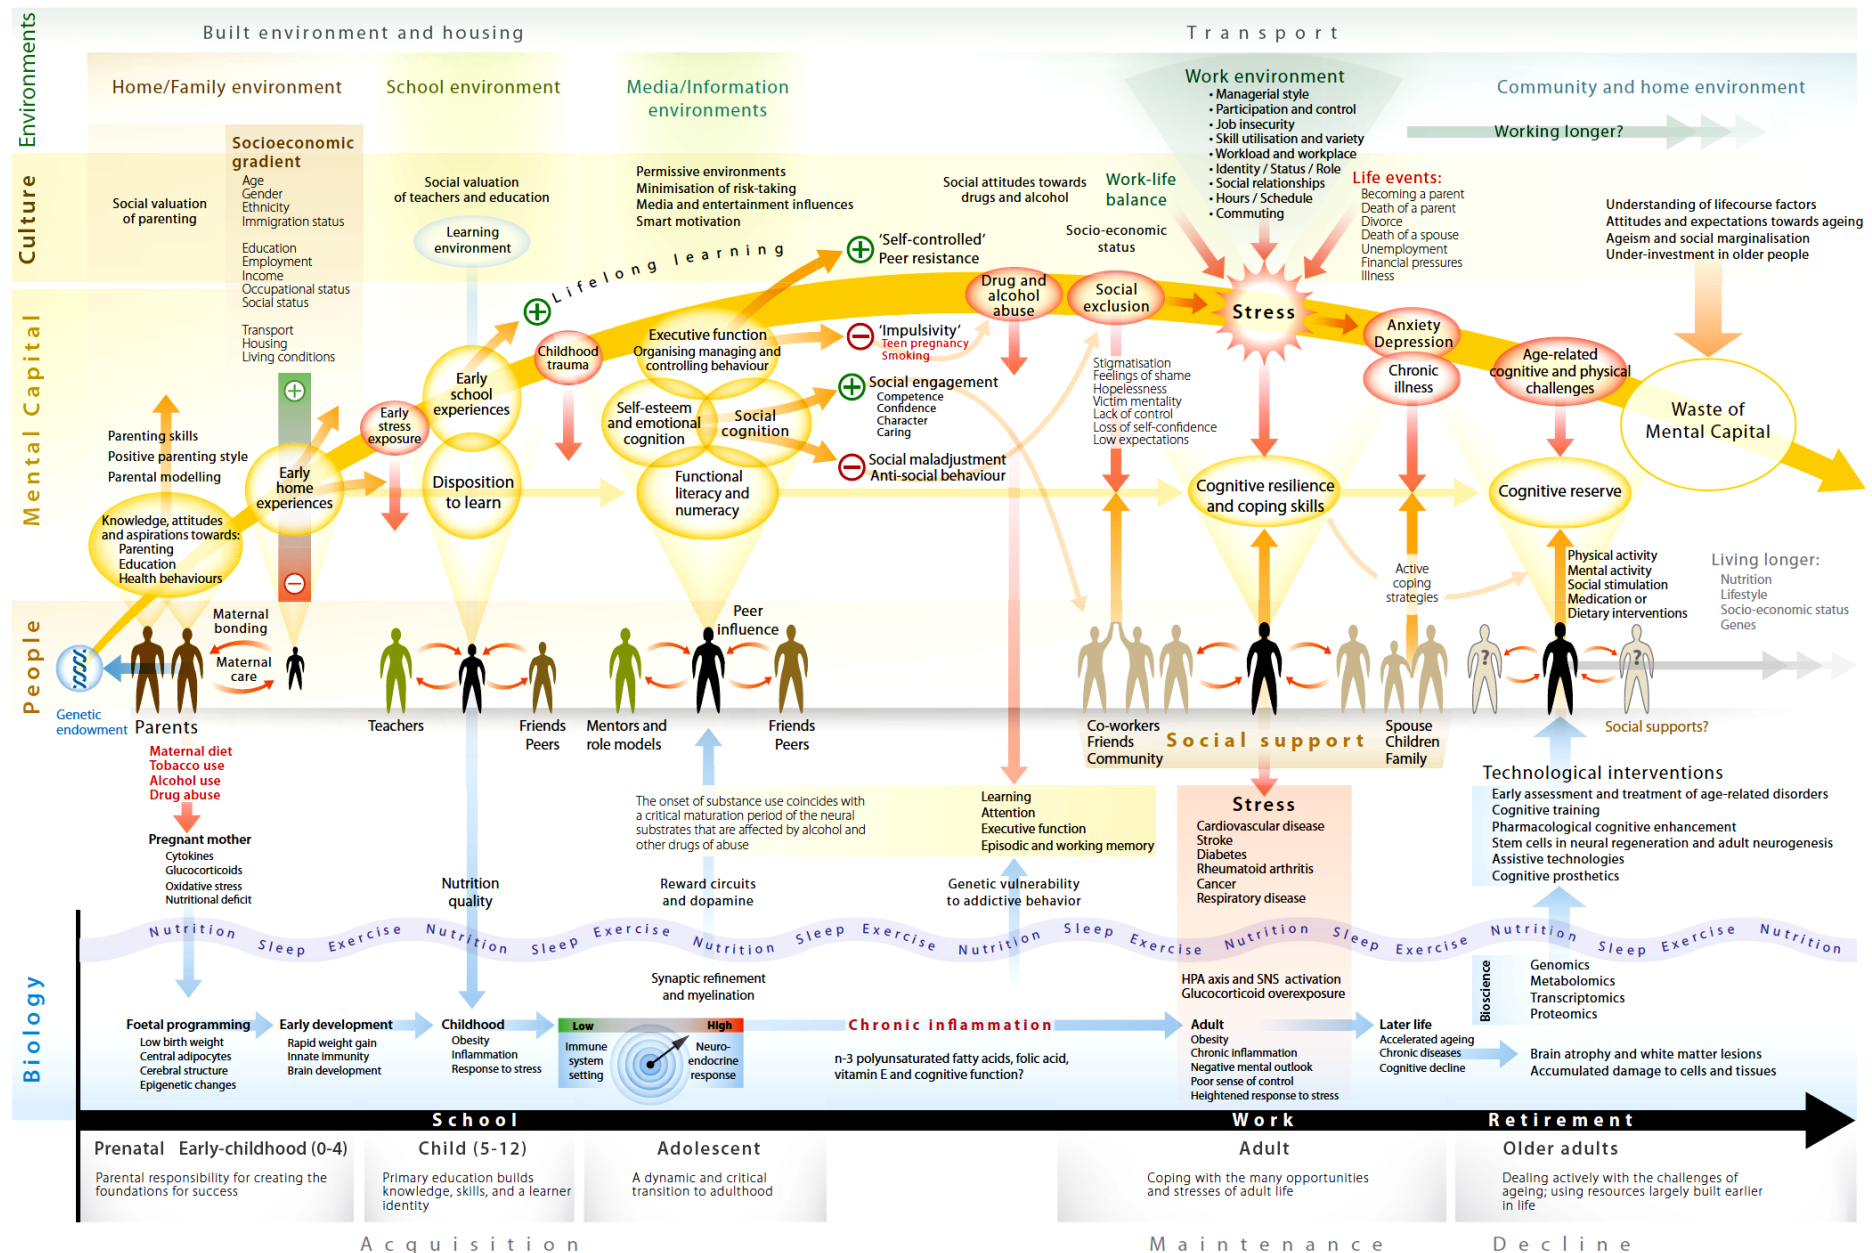 Environments
Built environment and housing
Transport
Home/Family environment
School environment
Media/Information
environments
Work environment
• Managerial style
• Participation and control
• Job insecurity
• Skill utilisation and variety
• Workload and workplace
• Identity / Status / Role
• Social relationships
• Hours / Schedule
• Commuting
Community and home environment
Working longer?
Culture
Social valuation
of parenting
Socioeconomic
gradient
Age
Gender
Ethnicity
Immigration status
Education
Employment
Income
Occupational status
Social status
Transport
Housing
Living conditions
Social valuation
of teachers and education
Learning
environment
Permissive environments
Minimisation of risk-taking
Media and entertainment influences
Smart motivation
Social attitudes towards
drugs and alcohol
Work-life
balance
Socio-economic
status
Life events:
Becoming a parent
Death of a parent
Divorce
Death of a spouse
Unemployment
Financial pressures
Illness
Understanding of lifecourse factors
Attitudes and expectations towards ageing
Ageism and social marginalisation
Under-investment in older people
Mental Capital
Lifelong learning
Parenting skills
Positive parenting style
Parental modelling
Knowledge, attitudes
and aspirations towards:
Parenting
Education
Health behaviours
Early
home
experiences
Early
stress
exposure
Early
school
experiences
Disposition
to learn
Childhood
trauma
Executive function
Organising managing and
controlling behaviour
Self-esteem
and emotional
cognition
Social
cognition
Functional
literacy and
numeracy
'Self-controlled'
Peer resistance
'Impulsivity'
Teen pregnancy
Smoking
Social engagement
Competence
Confidence
Character
Caring
Social maladjustment
Anti-social behaviour
Drug and
alcohol
abuse
Social
exclusion
Stigmatisation
Feelings of shame
Hopelessness
Victim mentality
Lack of control
Loss of self-confidence
Low expectations
Stress
Cognitive resilience
and coping skills
Anxiety
Depression
Chronic
illness
Age-related
cognitive and physical
challenges
Cognitive reserve
Waste of
Mental Capital
Active
coping
strategies
Physical activity
Mental activity
Social stimulation
Medication or
Dietary interventions
Living longer:
Nutrition
Lifestyle
Socio-economic status
Genes
People
Genetic
endowment
Parents
Maternal
bonding
Maternal
care
Teachers
Friends
Peers
Mentors and
role models
Peer
influence
Friends
Peers
Co-workers
Friends
Community
Social support
Spouse
Children
Family
?
?
Social supports?
Maternal diet
Tobacco use
Alcohol use
Drug abuse
Pregnant mother
Cytokines
Glucocorticoids
Oxidative stress
Nutritional deficit
Nutrition
quality
The onset of substance use coincides with
a critical maturation period of the neural
substrates that are affected by alcohol and
other drugs of abuse
Learning
Attention
Executive function
Episodic and working memory
Reward circuits
and dopamine
Genetic vulnerability
to addictive behavior
Stress
Cardiovascular disease
Stroke
Diabetes
Rheumatoid arthritis
Cancer
Respiratory disease
Technological interventions
Early assessment and treatment of age-related disorders
Cognitive training
Pharmacological cognitive enhancement
Stem cells in neural regeneration and adult neurogenesis
Assistive technologies
Cognitive prosthetics
Nutrition Sleep Exercise Nutrition Sleep Exercise Nutrition Sleep Exercise Nutrition Sleep Exercise Nutrition Sleep Exercise Nutrition Sleep Exercise Nutrition
Biology
Synaptic refinement
and myelination
HPA axis and SNS activation
Glucocorticoid overexposure
Bioscience
Genomics
Metabolomics
Transcriptomics
Proteomics
Foetal programming
Low birth weight
Central adipocytes
Cerebral structure
Epigenetic changes
Early development
Rapid weight gain
Innate immunity
Brain development
Childhood
Obesity
Inflammation
Response to stress
Low
High
Immune
system
setting
Neuro-
endocrine
response
Chronic inflammation
n-3 polyunsaturated fatty acids, folic acid,
vitamin E and cognitive function?
Adult
Obesity
Chronic inflammation
Negative mental outlook
Poor sense of control
Heightened response to stress
Later life
Accelerated ageing
Chronic diseases
Cognitive decline
Brain atrophy and white matter lesions
Accumulated damage to cells and tissues
School
Work
Retirement
Prenatal Early-childhood (0-4)
Parental responsibility for creating the
foundations for success
Child (5-12)
Primary education builds
knowledge, skills, and a learner
identity
Adolescent
A dynamic and critical
transition to adulthood
Adult
Coping with the many opportunities
and stresses of adult life
Older adults
Dealing actively with the challenges of
ageing; using resources largely built earlier
in life
Acquisition
Maintenance
Decline